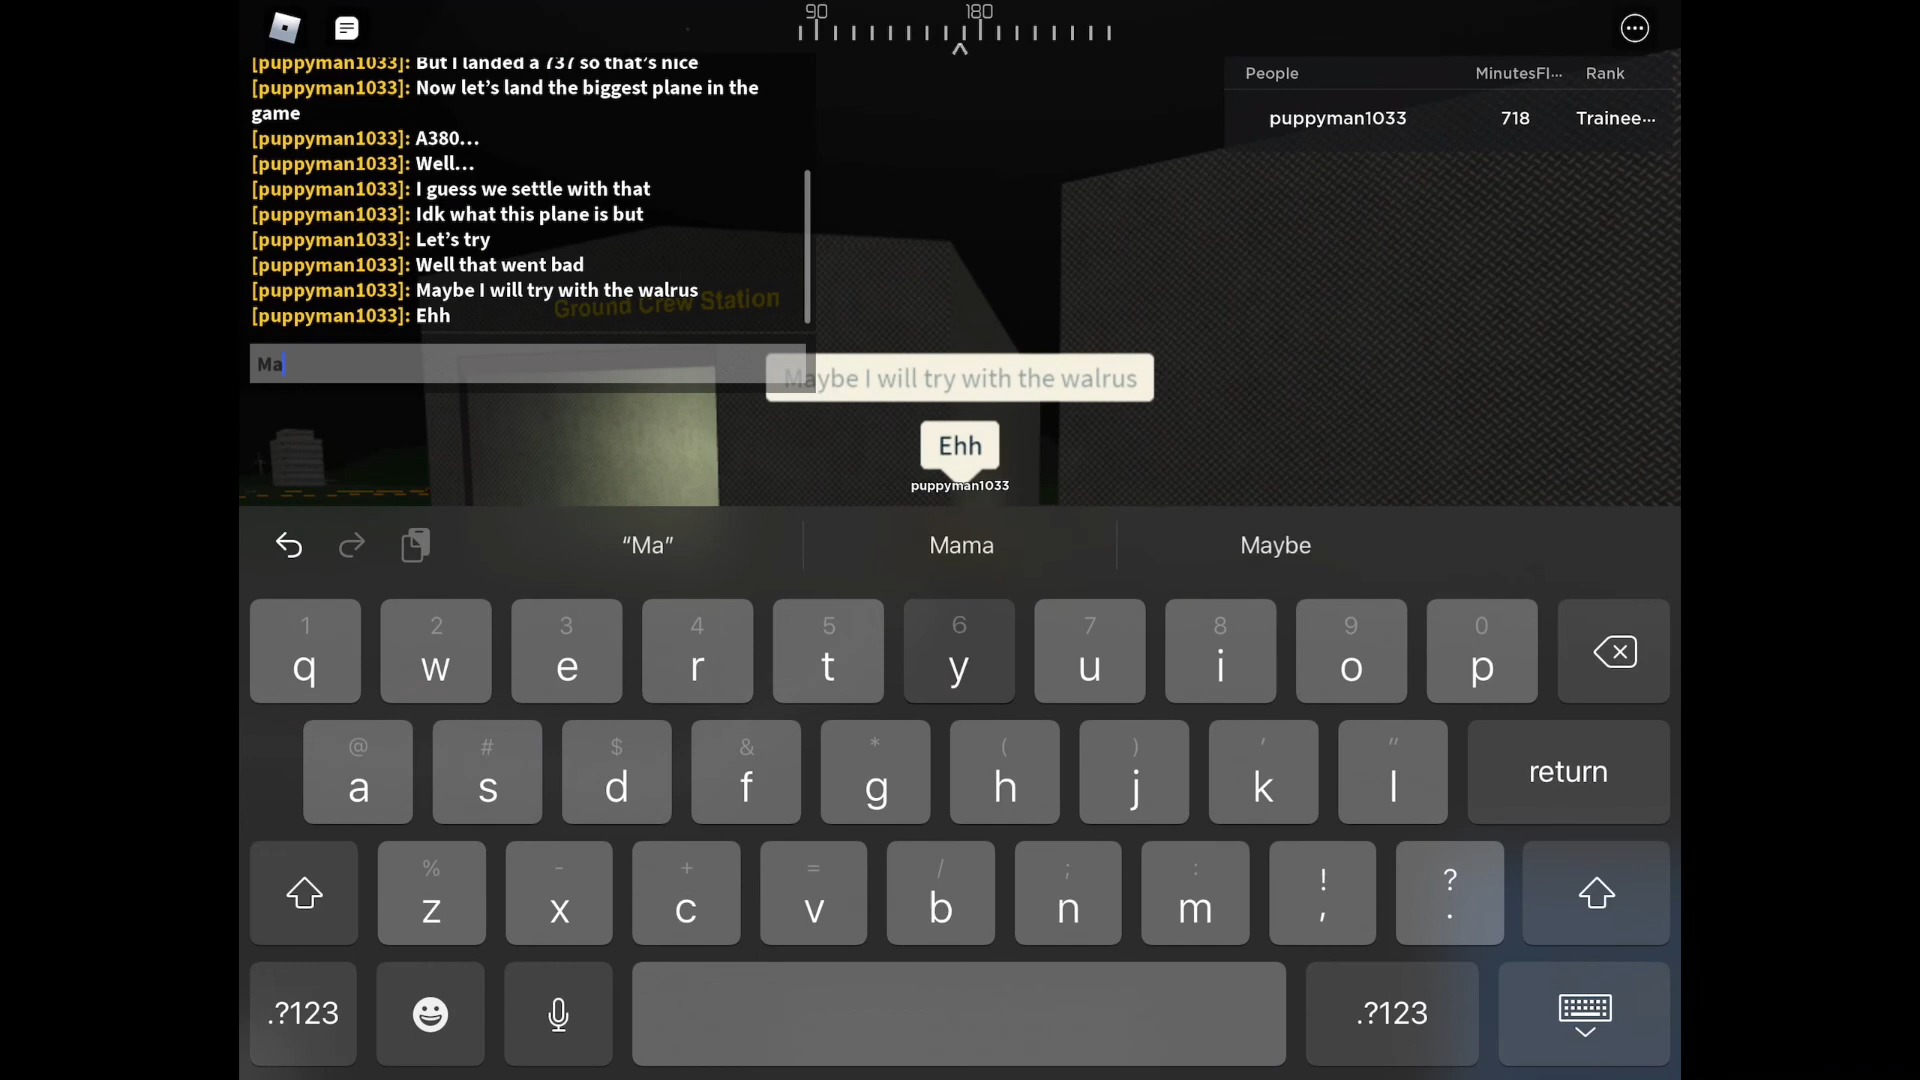 90 180
[puppyman1033]: But I landed a 737 so that's nice
[puppyman1033]: Now let's land the biggest plane in the
game
[puppyman1033]: A380...
[puppyman1033]: Well...
[puppyman1033]: I guess we settle with that
[puppyman1033]: Idk what this plane is but
[puppyman1033]: Let's try
[puppyman1033]: Well that went bad
[puppyman1033]: Maybe I will try with the walrus
[puppyman1033]: Ehh
Ma
People MinutesFl... Rank
puppyman1033 718 Trainee...
Ground Crew Station
Maybe I will try with the walrus
Ehh
puppyman1033
“Ma” Mama Maybe
1 2 3 4 5 6 7 8 9 0
q w e r t y u i o p
@ # $ & * ( ) ' "
a s d f g h j k l return
% - + = / ; : ! ?
z x c v b n m , .
.?123 .?123